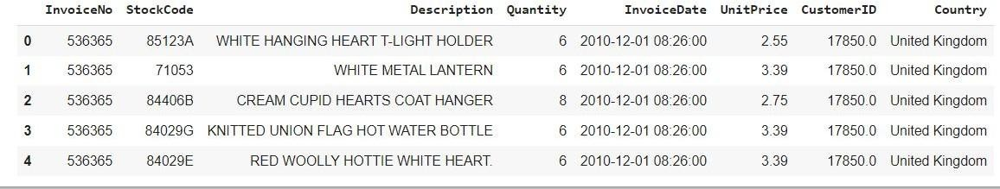 InvoiceNo StockCode Description Quantity InvoiceDate UnitPrice CustomerID Country
0 536365 85123A WHITE HANGING HEART T-LIGHT HOLDER 6 2010-12-01 08:26:00 2.55 17850.0 United Kingdom
1 536365 71053 WHITE METAL LANTERN 6 2010-12-01 08:26:00 3.39 17850.0 United Kingdom
2 536365 84406B CREAM CUPID HEARTS COAT HANGER 8 2010-12-01 08:26:00 2.75 17850.0 United Kingdom
3 536365 84029G KNITTED UNION FLAG HOT WATER BOTTLE 6 2010-12-01 08:26:00 3.39 17850.0 United Kingdom
4 536365 84029E RED WOOLLY HOTTIE WHITE HEART. 6 2010-12-01 08:26:00 3.39 17850.0 United Kingdom